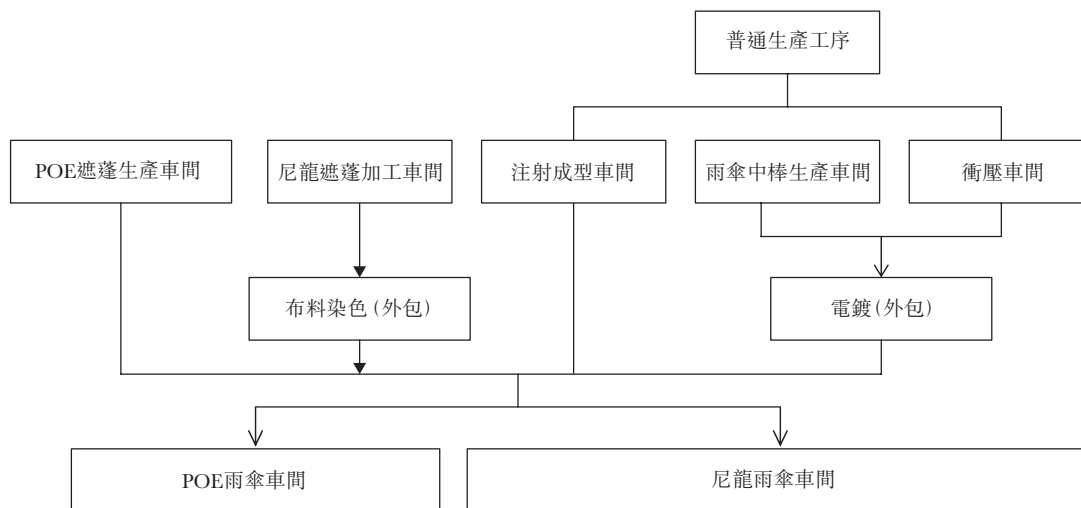 普通生產工序
POE遮蓬生產車間
尼龍遮蓬加工車間
注射成型車間
雨傘中棒生產車間
衝壓車間
布料染色（外包）
電鍍（外包）
POE雨傘車間
尼龍雨傘車間